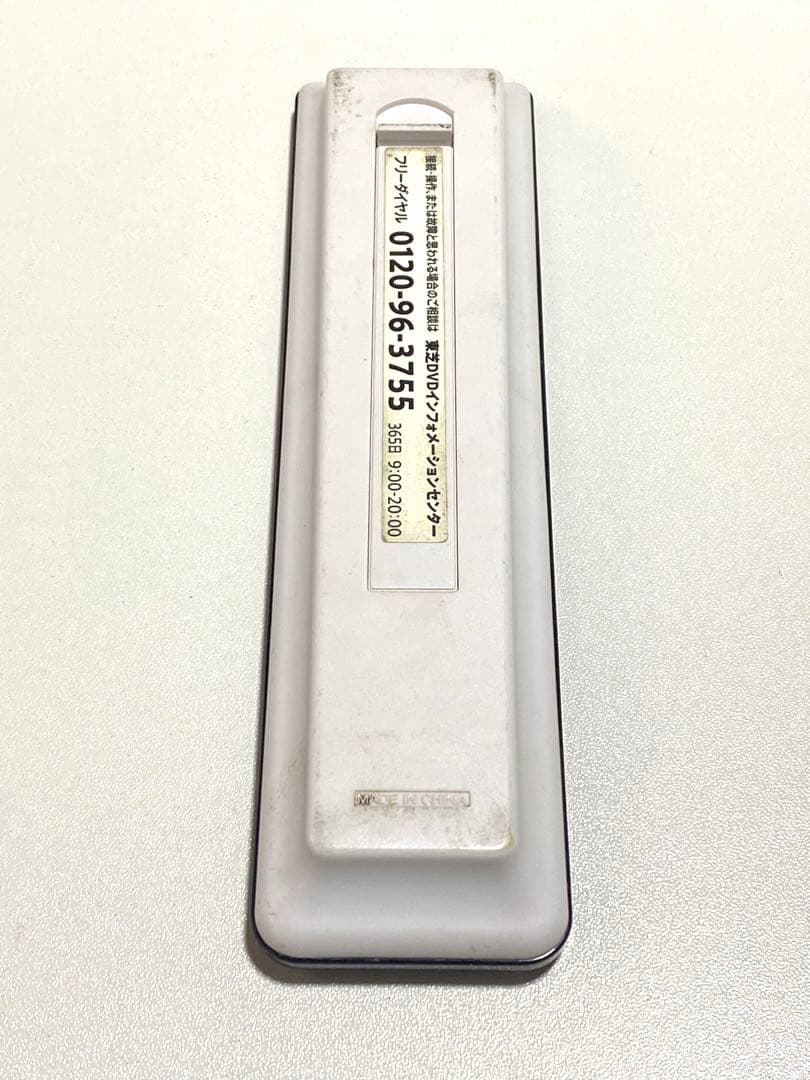 接続・操作、または故障と思われる場合のご相談は 東芝DVDインフォメーションセンター
フリーダイヤル 0120-96-3755 365日 9:00-20:00
MADE IN CHINA